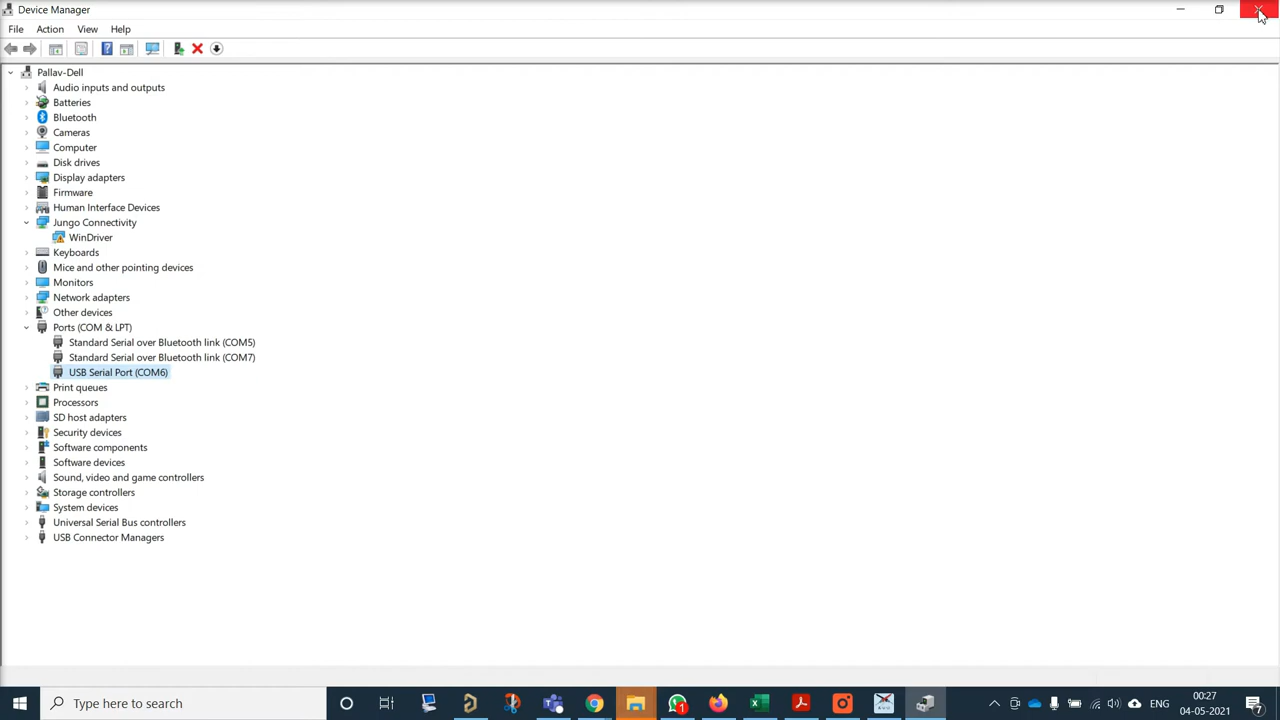 Device Manager
File Action View Help
Pallav-Dell
Audio inputs and outputs
Batteries
Bluetooth
Cameras
Computer
Disk drives
Display adapters
Firmware
Human Interface Devices
Jungo Connectivity
WinDriver
Keyboards
Mice and other pointing devices
Monitors
Network adapters
Other devices
Ports (COM & LPT)
Standard Serial over Bluetooth link (COM5)
Standard Serial over Bluetooth link (COM7)
USB Serial Port (COM6)
Print queues
Processors
SD host adapters
Security devices
Software components
Software devices
Sound, video and game controllers
Storage controllers
System devices
Universal Serial Bus controllers
USB Connector Managers
Type here to search
1
ENG
00:27
04-05-2021
7